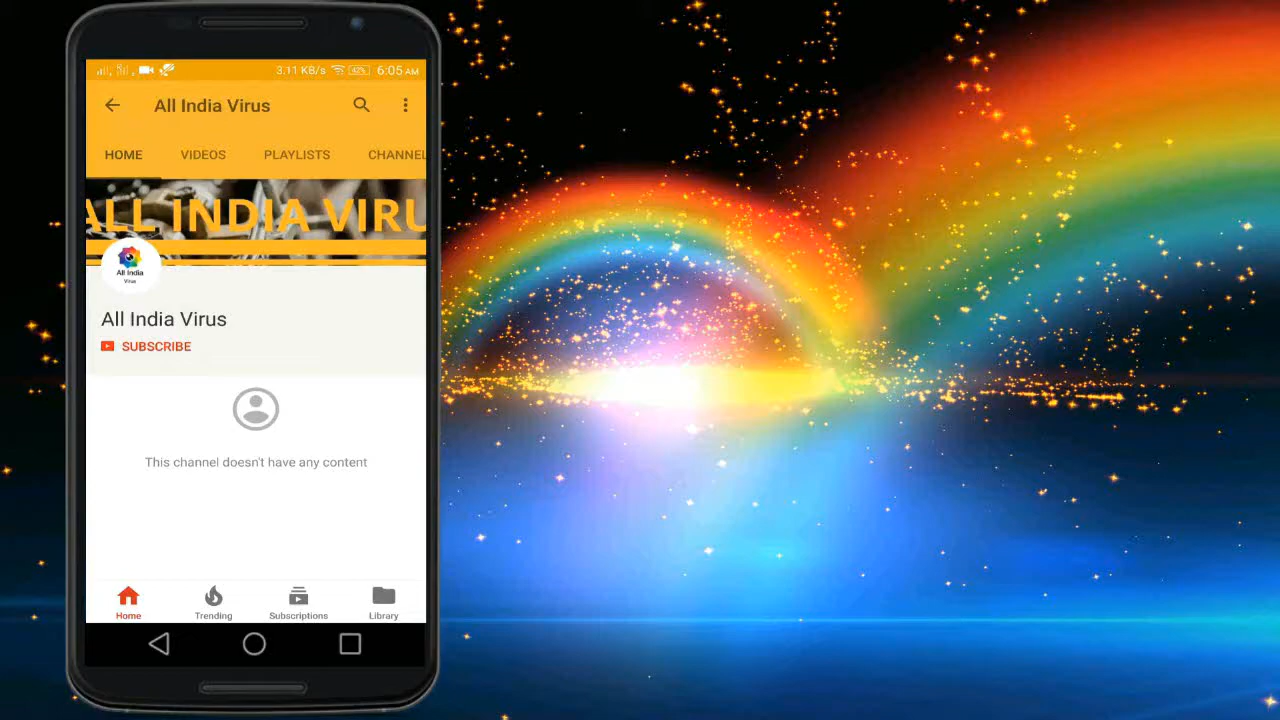 3.11 KB/s 42% 6:05 AM
All India Virus
HOME VIDEOS PLAYLISTS CHANNEL
ALL INDIA VIRU
All India
Virus
All India Virus
SUBSCRIBE
This channel doesn't have any content
Home Trending Subscriptions Library